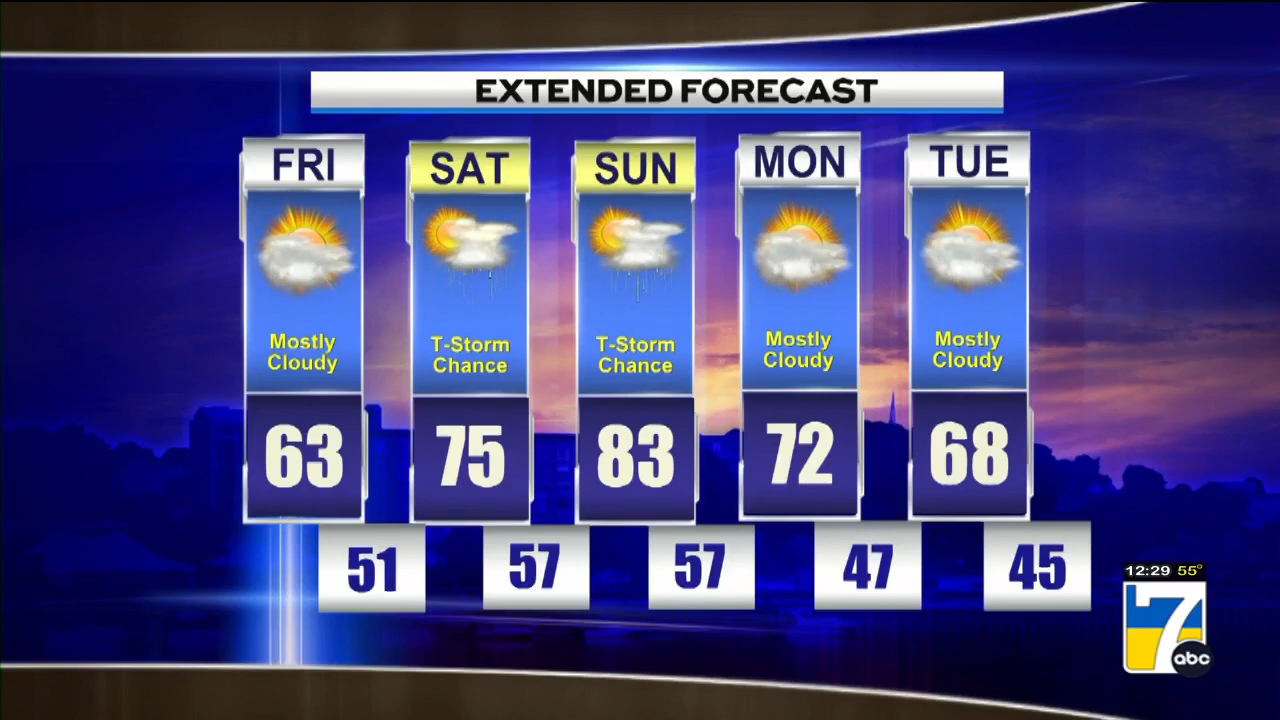 EXTENDED FORECAST
FRI SAT SUN MON TUE
Mostly Cloudy
T-Storm Chance
T-Storm Chance
Mostly Cloudy
Mostly Cloudy
63 75 83 72 68
51 57 57 47 45
12:29 55°
7
abc